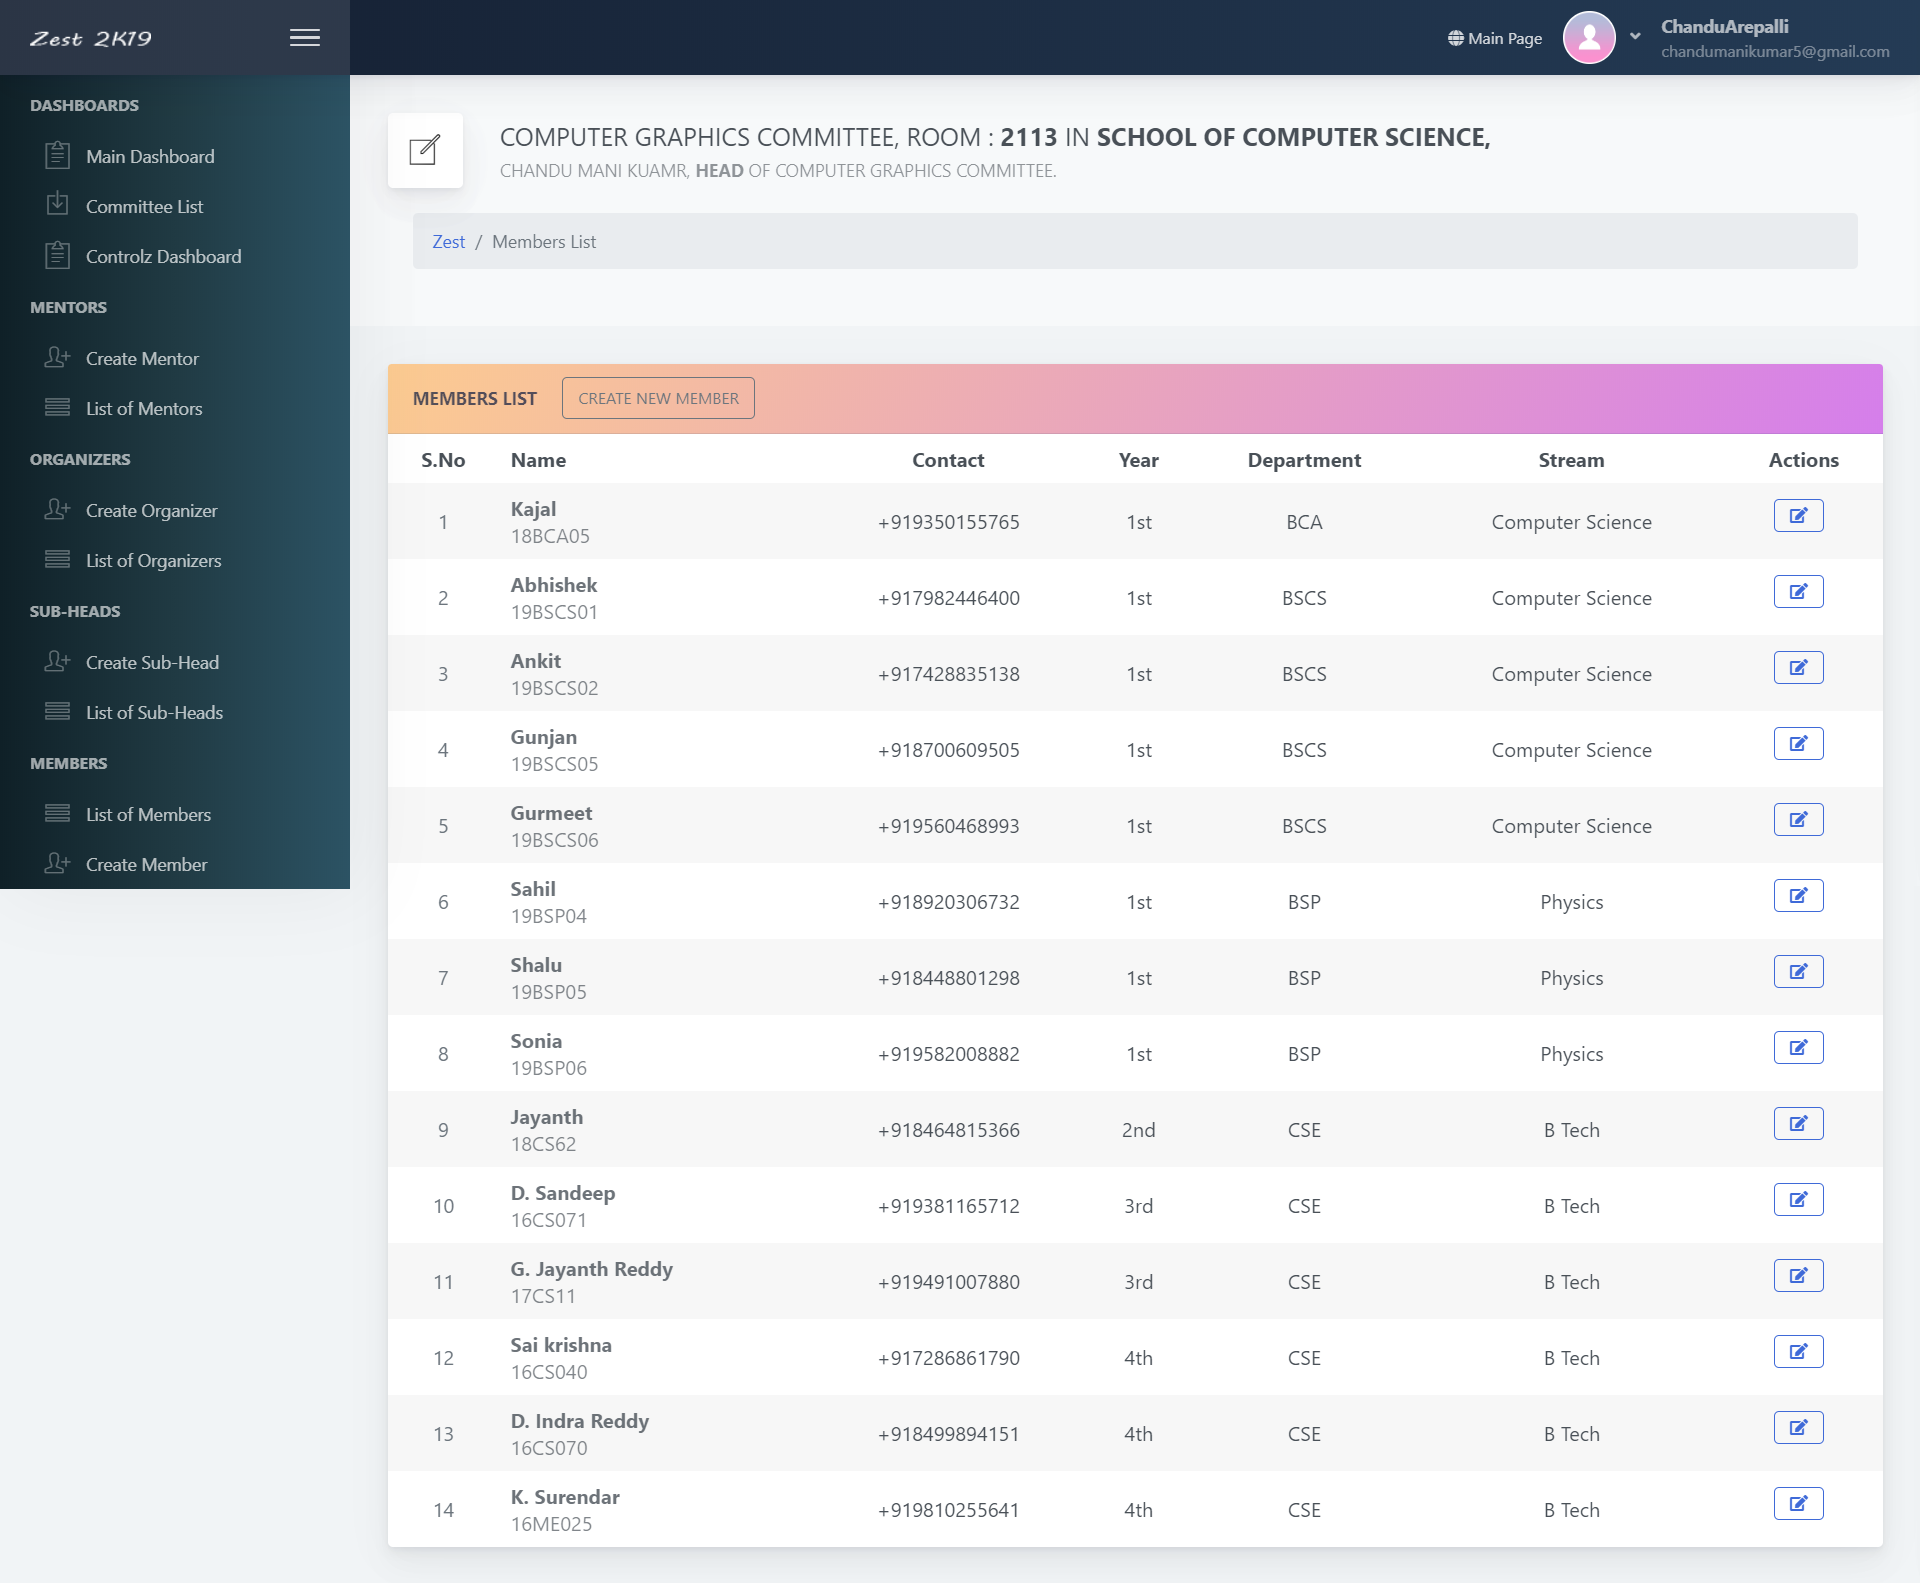 Zest 2K19
Main Page
ChanduArepalli
chandumanikumar5@gmail.com
DASHBOARDS
Main Dashboard
Committee List
Controlz Dashboard
MENTORS
Create Mentor
List of Mentors
ORGANIZERS
Create Organizer
List of Organizers
SUB-HEADS
Create Sub-Head
List of Sub-Heads
MEMBERS
List of Members
Create Member
COMPUTER GRAPHICS COMMITTEE, ROOM : 2113 IN SCHOOL OF COMPUTER SCIENCE,
CHANDU MANI KUAMR, HEAD OF COMPUTER GRAPHICS COMMITTEE.
Zest / Members List
MEMBERS LIST CREATE NEW MEMBER
S.No Name Contact Year Department Stream Actions
1 Kajal 18BCA05 +919350155765 1st BCA Computer Science
2 Abhishek 19BSCS01 +917982446400 1st BSCS Computer Science
3 Ankit 19BSCS02 +917428835138 1st BSCS Computer Science
4 Gunjan 19BSCS05 +918700609505 1st BSCS Computer Science
5 Gurmeet 19BSCS06 +919560468993 1st BSCS Computer Science
6 Sahil 19BSP04 +918920306732 1st BSP Physics
7 Shalu 19BSP05 +918448801298 1st BSP Physics
8 Sonia 19BSP06 +919582008882 1st BSP Physics
9 Jayanth 18CS62 +918464815366 2nd CSE B Tech
10 D. Sandeep 16CS071 +919381165712 3rd CSE B Tech
11 G. Jayanth Reddy 17CS11 +919491007880 3rd CSE B Tech
12 Sai krishna 16CS040 +917286861790 4th CSE B Tech
13 D. Indra Reddy 16CS070 +918499894151 4th CSE B Tech
14 K. Surendar 16ME025 +919810255641 4th CSE B Tech